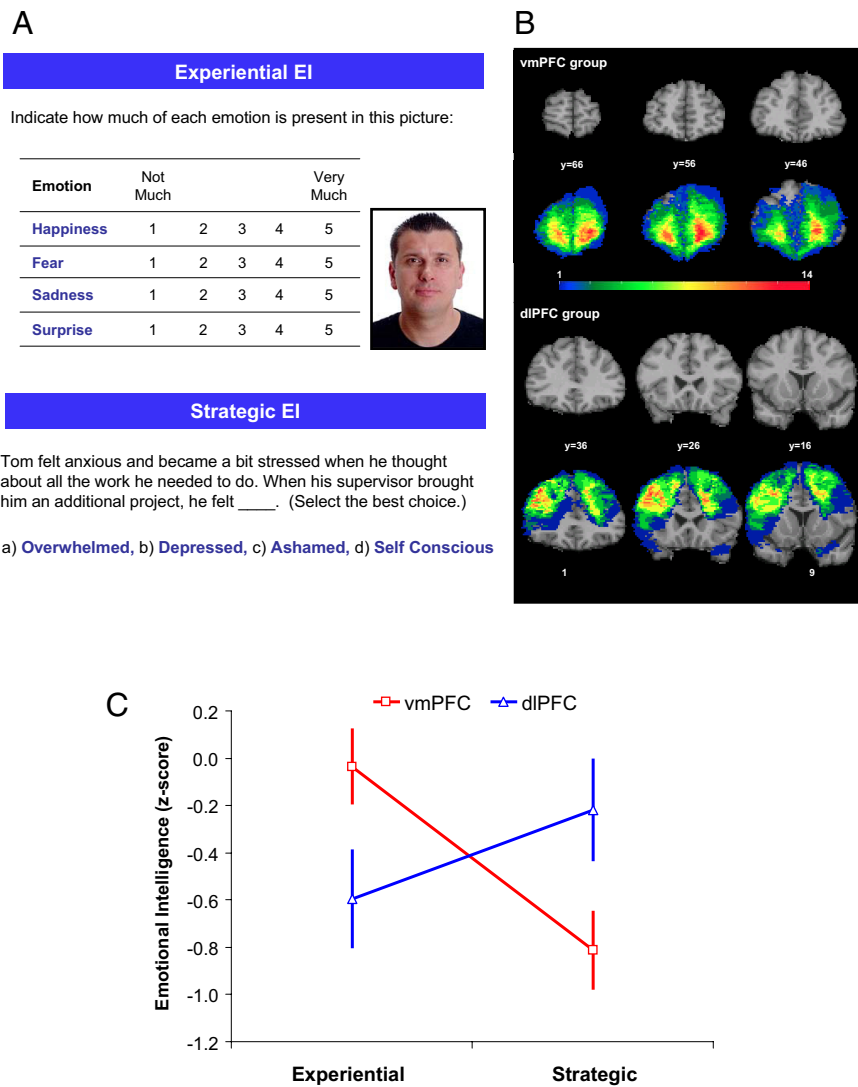 A
Experiential EI
Indicate how much of each emotion is present in this picture:
Emotion Not Much Very Much
Happiness 1 2 3 4 5
Fear 1 2 3 4 5
Sadness 1 2 3 4 5
Surprise 1 2 3 4 5
Strategic EI
Tom felt anxious and became a bit stressed when he thought
about all the work he needed to do. When his supervisor brought
him an additional project, he felt ____. (Select the best choice.)
a) Overwhelmed, b) Depressed, c) Ashamed, d) Self Conscious
B
vmPFC group
y=66 y=56 y=46
1 14
dlPFC group
y=36 y=26 y=16
1 9
C
vmPFC dlPFC
Emotional Intelligence (z-score)
0.2
0.0
-0.2
-0.4
-0.6
-0.8
-1.0
-1.2
Experiential Strategic